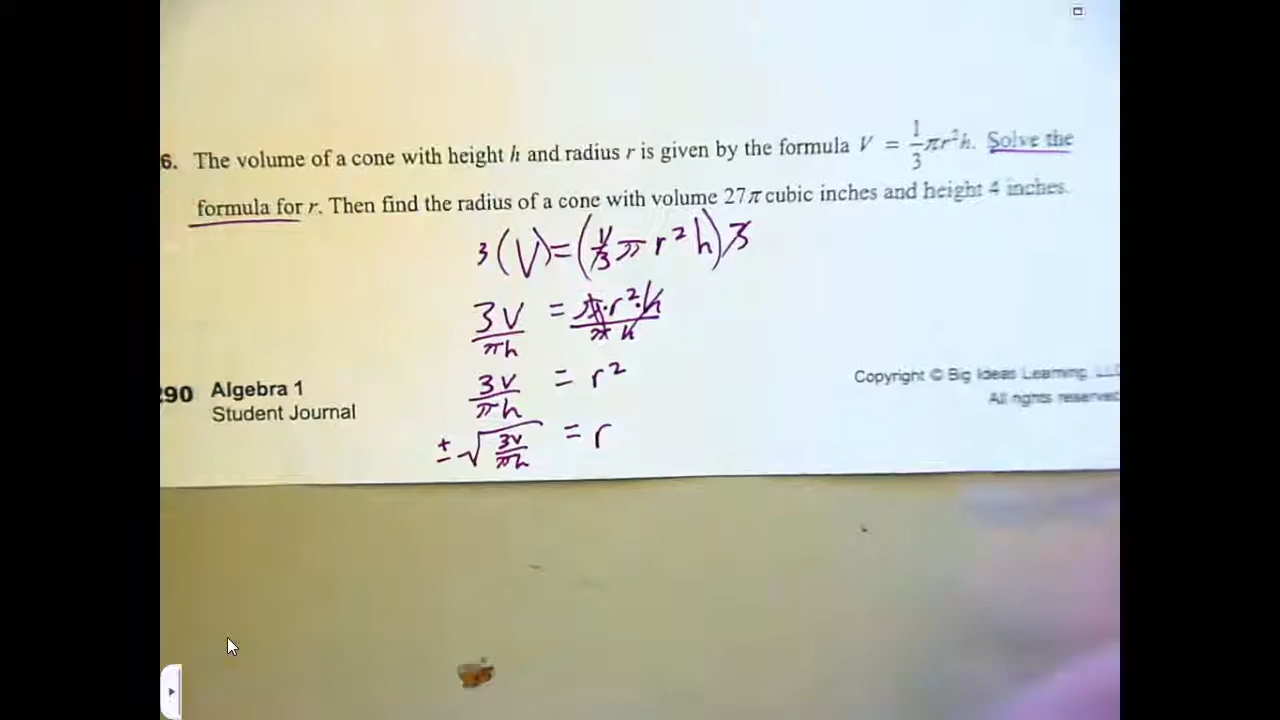 6. The volume of a cone with height h and radius r is given by the formula V = 1/3 πr²h. Solve the
formula for r. Then find the radius of a cone with volume 27π cubic inches and height 4 inches.
3(V)=(1/3 π r² h)3
3V/πh = π·r²·h/π h
3V/πh = r²
± √(3V/πh) = r
290 Algebra 1
Student Journal
Copyright © Big Ideas Learning, LLC
All rights reserved